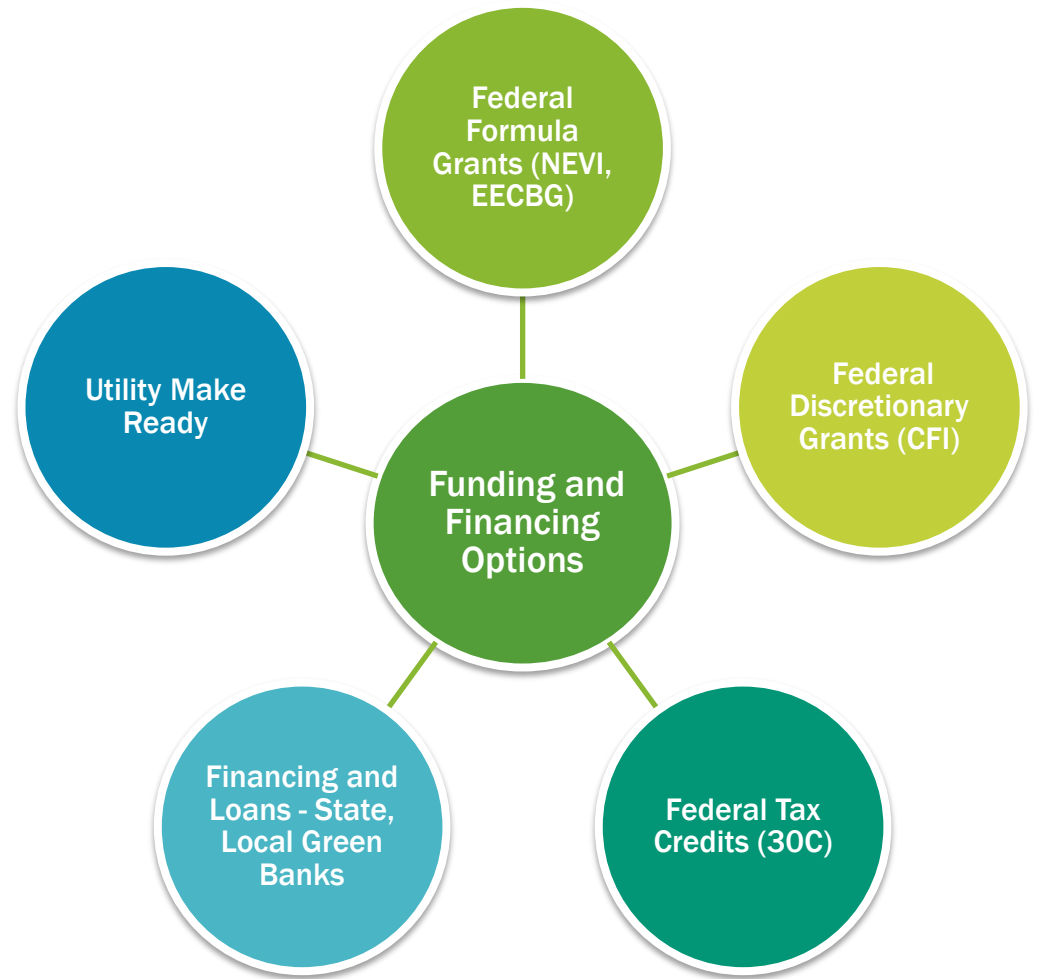 Federal
Formula
Grants (NEVI,
EECBG)
Federal
Discretionary
Grants (CFI)
Federal Tax
Credits (30C)
Financing and
Loans - State,
Local Green
Banks
Utility Make
Ready
Funding and
Financing
Options